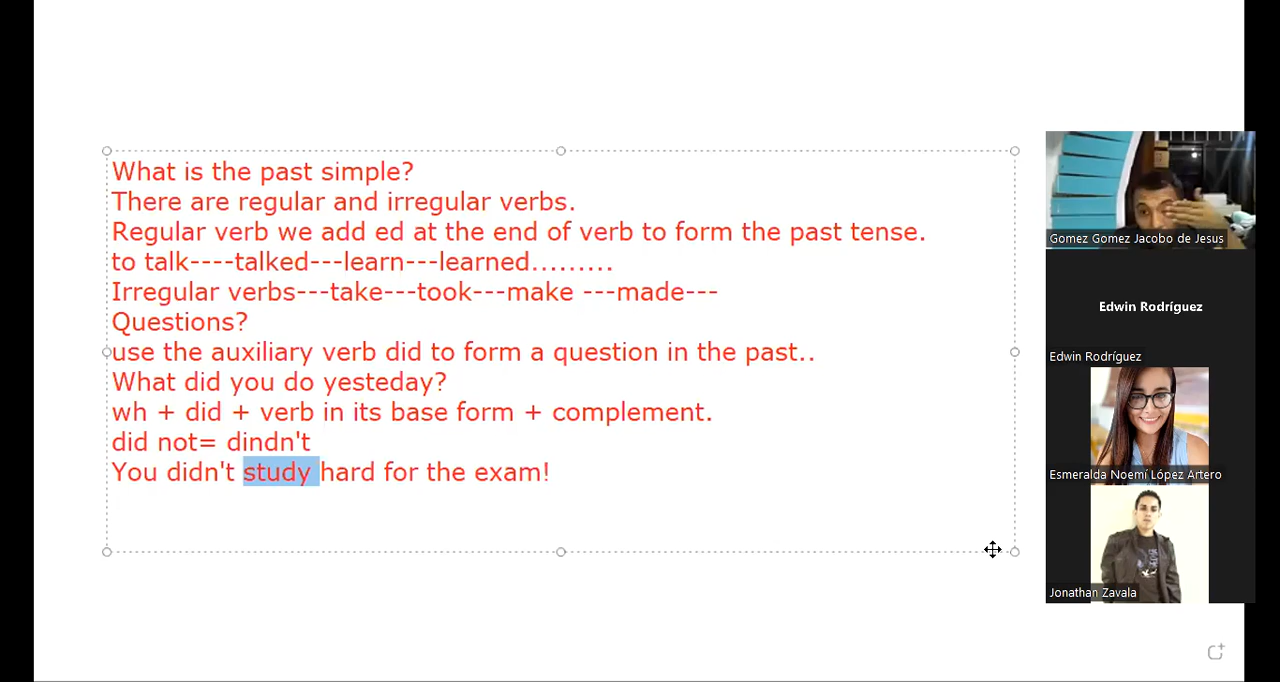 What is the past simple?
There are regular and irregular verbs.
Regular verb we add ed at the end of verb to form the past tense.
to talk----talked---learn---learned.........
Irregular verbs---take---took---make ---made---
Questions?
use the auxiliary verb did to form a question in the past..
What did you do yesteday?
wh + did + verb in its base form + complement.
did not= dindn't
You didn't study hard for the exam!
Gomez Gomez Jacobo de Jesus
Edwin Rodríguez
Edwin Rodríguez
Esmeralda Noemí López Artero
Jonathan Zavala